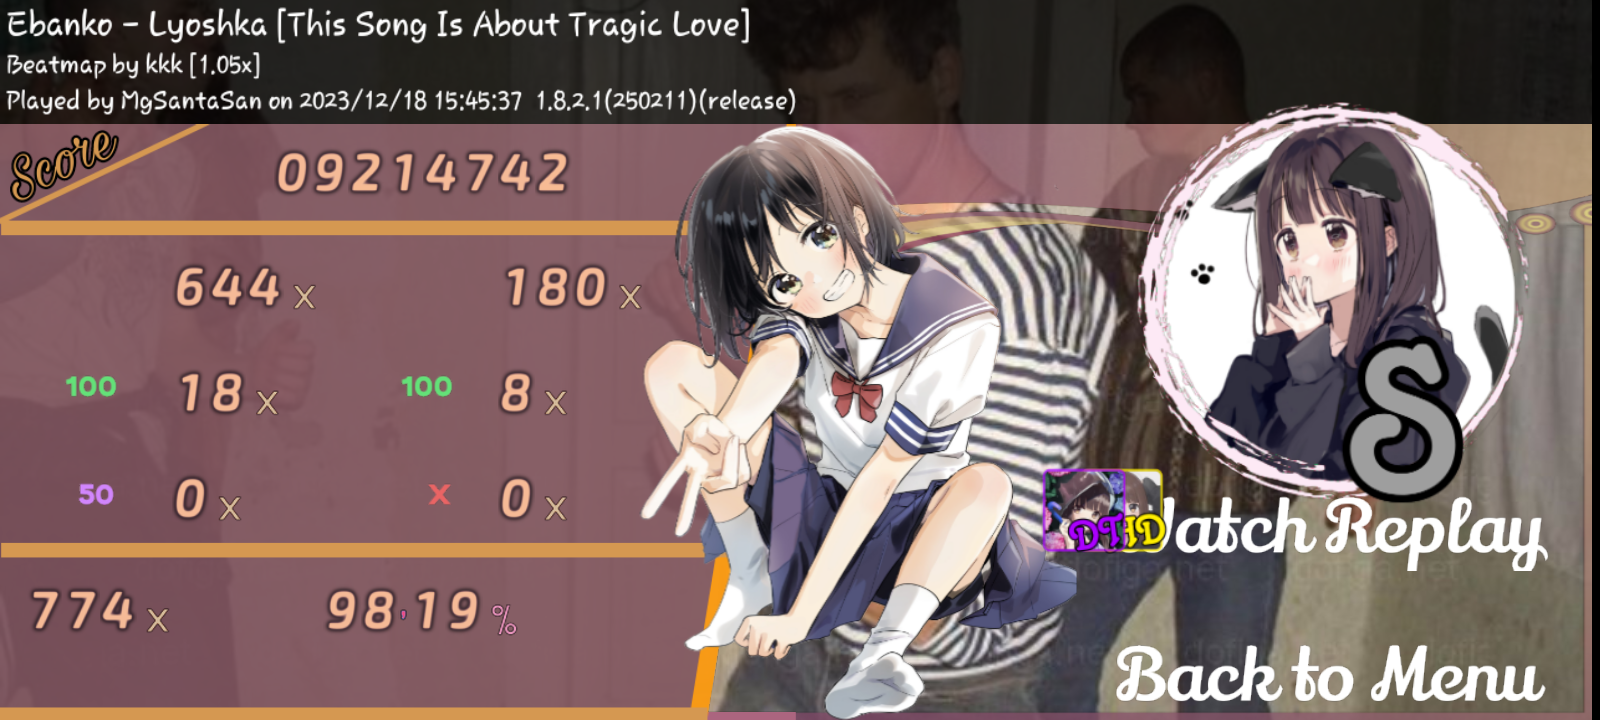 Ebanko - Lyoshka [This Song Is About Tragic Love]
Beatmap by kkk [1.05x]
Played by MgSantaSan on 2023/12/18 15:45:37 1.8.2.1(250211)(release)
Score
09214742
644 x 180 x
100 18 x 100 8 x
50 0 x X 0 x
774 x 98.19 %
S
DT HD
Watch Replay
Back to Menu